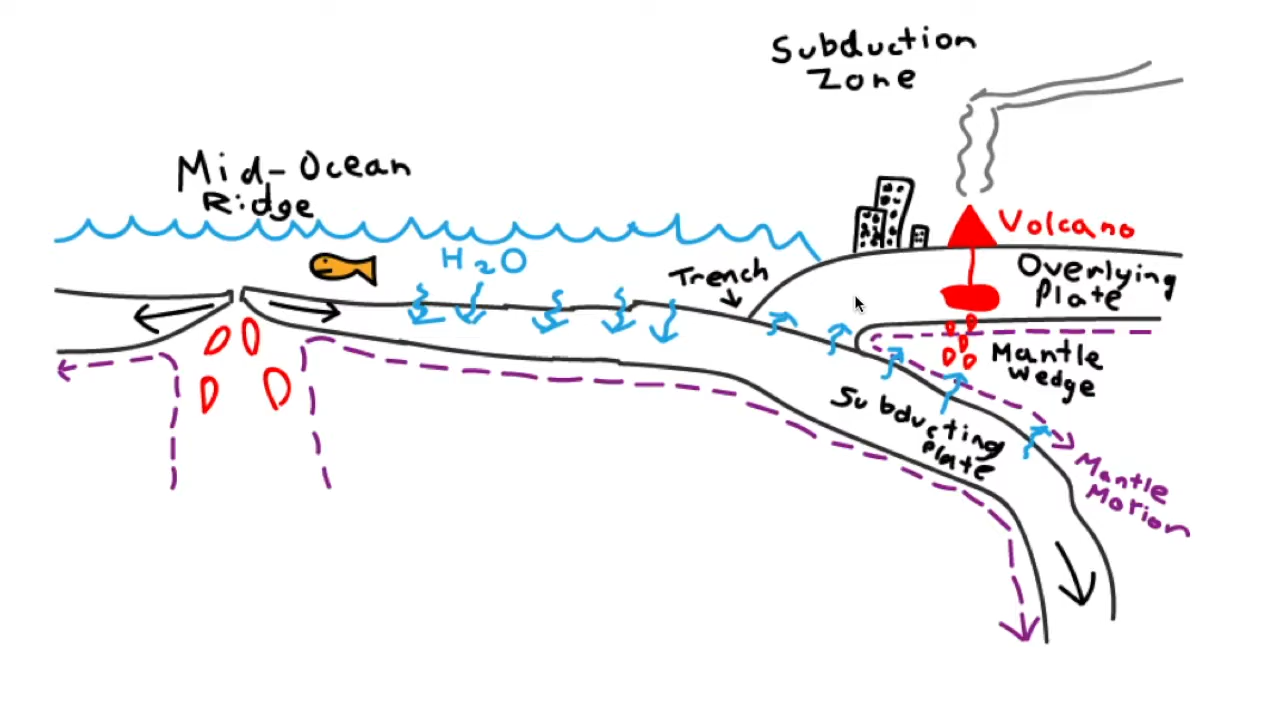 Subduction
Zone
Mid-Ocean
Ridge
Volcano
H2O
Trench
Overlying
Plate
Mantle
Wedge
Subducting
Plate
Mantle
Motion